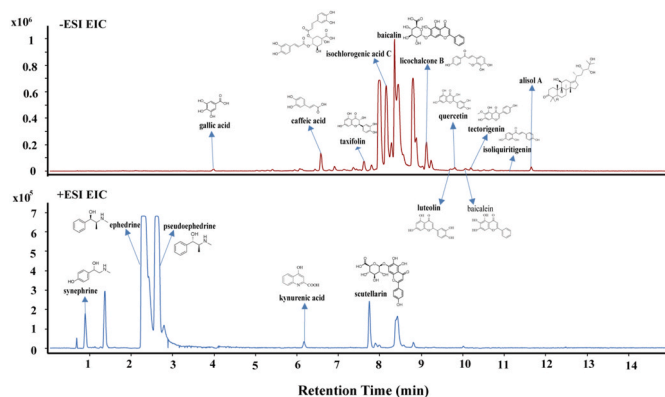 -ESI EIC
x 10⁶
1.0
0.8
0.6
0.4
0.2
0
gallic acid
caffeic acid
taxifolin
isochlorogenic acid C
baicalin
licochalcone B
quercetin
tectorigenin
isoliquiritigenin
alisol A
luteolin
baicalein
+ESI EIC
x 10⁵
7
6
5
4
3
2
1
0
synephrine
ephedrine
pseudoephedrine
kynurenic acid
scutellarin
1 2 3 4 5 6 7 8 9 10 11 12 13 14
Retention Time (min)